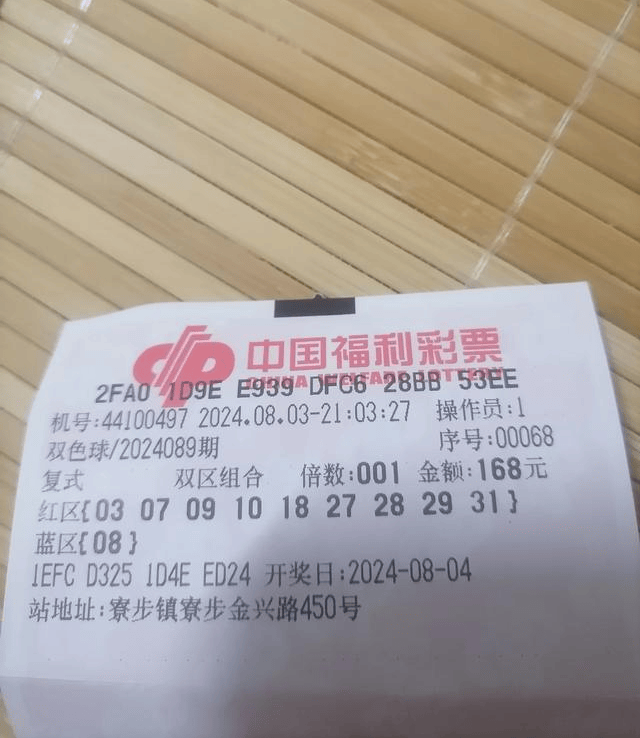 中国福利彩票
CHINA WELFARE LOTTERY
2FA0 1D9E E939 DFC6 28BB 53EE
机号:44100497 2024.08.03-21:03:27 操作员:1
双色球/2024089期 序号:00068
复式 双区组合 倍数:001 金额:168元
红区{03 07 09 10 18 27 28 29 31}
蓝区{08}
1EFC D325 1D4E ED24 开奖日:2024-08-04
站地址:寮步镇寮步金兴路450号